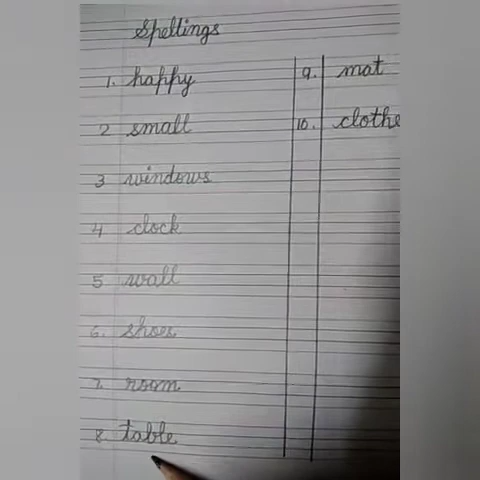 Spellings
1. happy
2 small
3 windows
4 clock
5 wall
6. shoes
7. room
8. table
9. mat
10. clothe